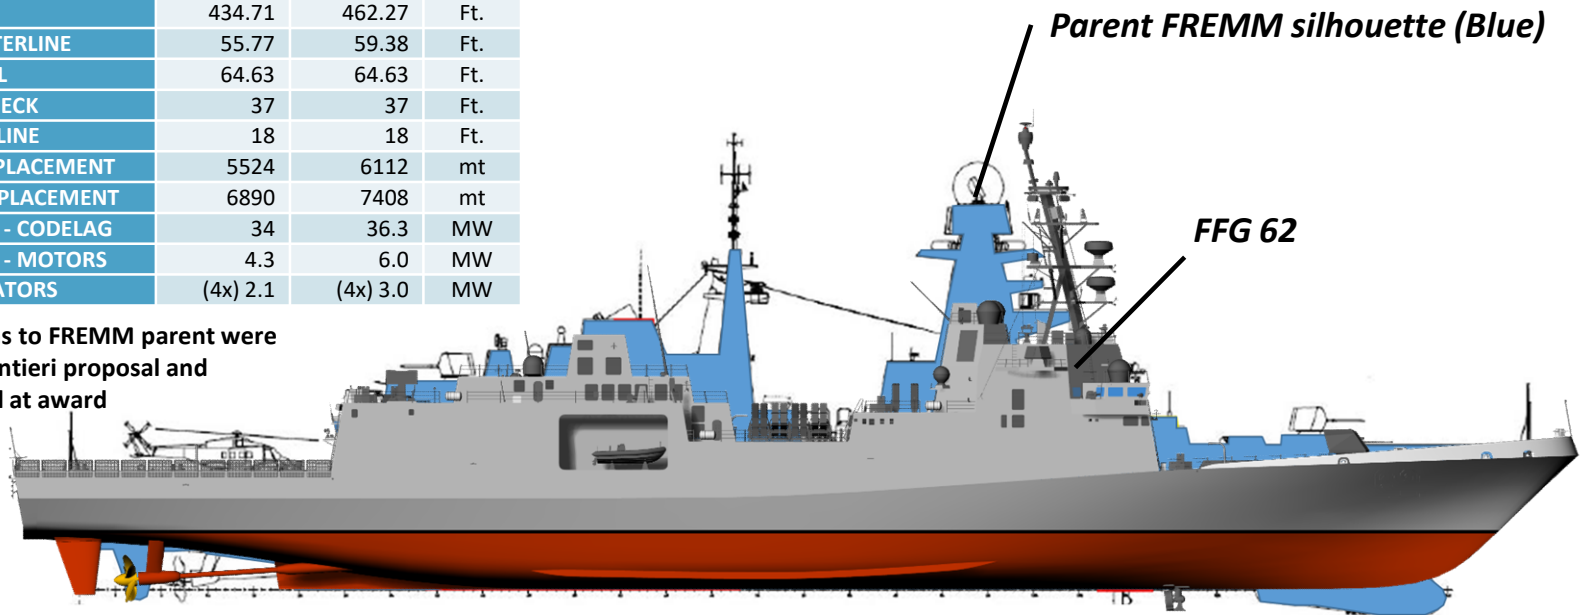 434.71 462.27 Ft.
TERLINE 55.77 59.38 Ft.
L 64.63 64.63 Ft.
ECK 37 37 Ft.
LINE 18 18 Ft.
PLACEMENT 5524 6112 mt
PLACEMENT 6890 7408 mt
- CODELAG 34 36.3 MW
- MOTORS 4.3 6.0 MW
ATORS (4x) 2.1 (4x) 3.0 MW
s to FREMM parent were
ntieri proposal and
d at award
Parent FREMM silhouette (Blue)
FFG 62